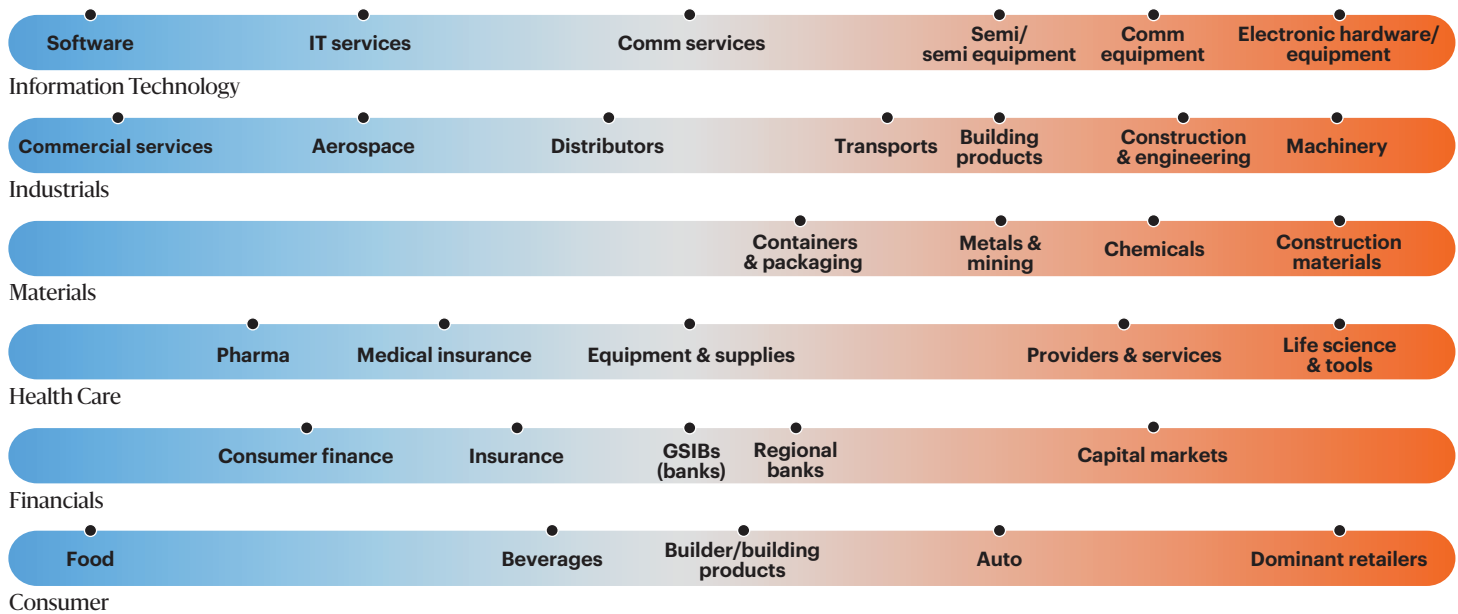 Software
IT services
Comm services
Semi/
semi equipment
Comm
equipment
Electronic hardware/
equipment
Information Technology
Commercial services
Aerospace
Distributors
Transports
Building
products
Construction
& engineering
Machinery
Industrials
Containers
& packaging
Metals &
mining
Chemicals
Construction
materials
Materials
Pharma
Medical insurance
Equipment & supplies
Providers & services
Life science
& tools
Health Care
Consumer finance
Insurance
GSIBs
(banks)
Regional
banks
Capital markets
Financials
Food
Beverages
Builder/building
products
Auto
Dominant retailers
Consumer